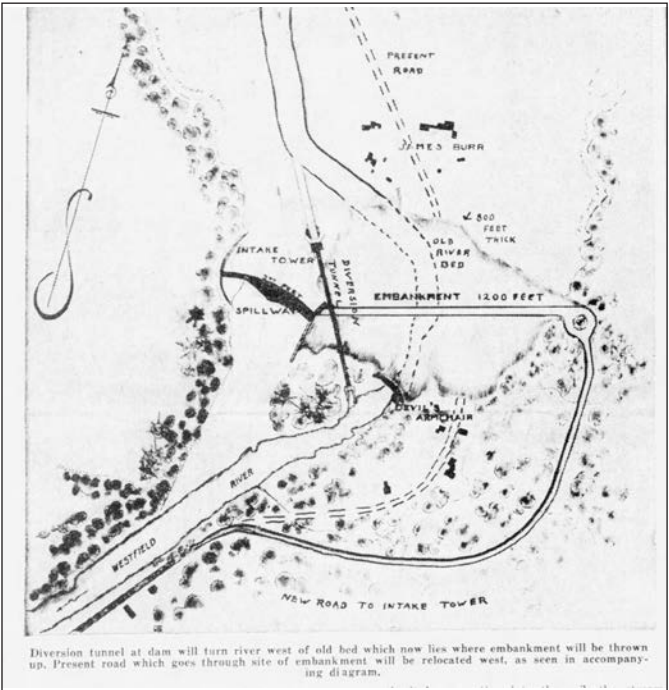 PRESENT
ROAD
JAMES BURR
800
FEET
THICK
OLD
RIVER
BED
INTAKE
TOWER
DIVERSION
TUNNEL
EMBANKMENT 1200 FEET
SPILLWAY
DEVIL'S
ARMCHAIR
WESTFIELD RIVER
NEW ROAD TO INTAKE TOWER
Diversion tunnel at dam will turn river west of old bed which now lies where embankment will be thrown
up. Present road which goes through site of embankment will be relocated west, as seen in accompany-
ing diagram.